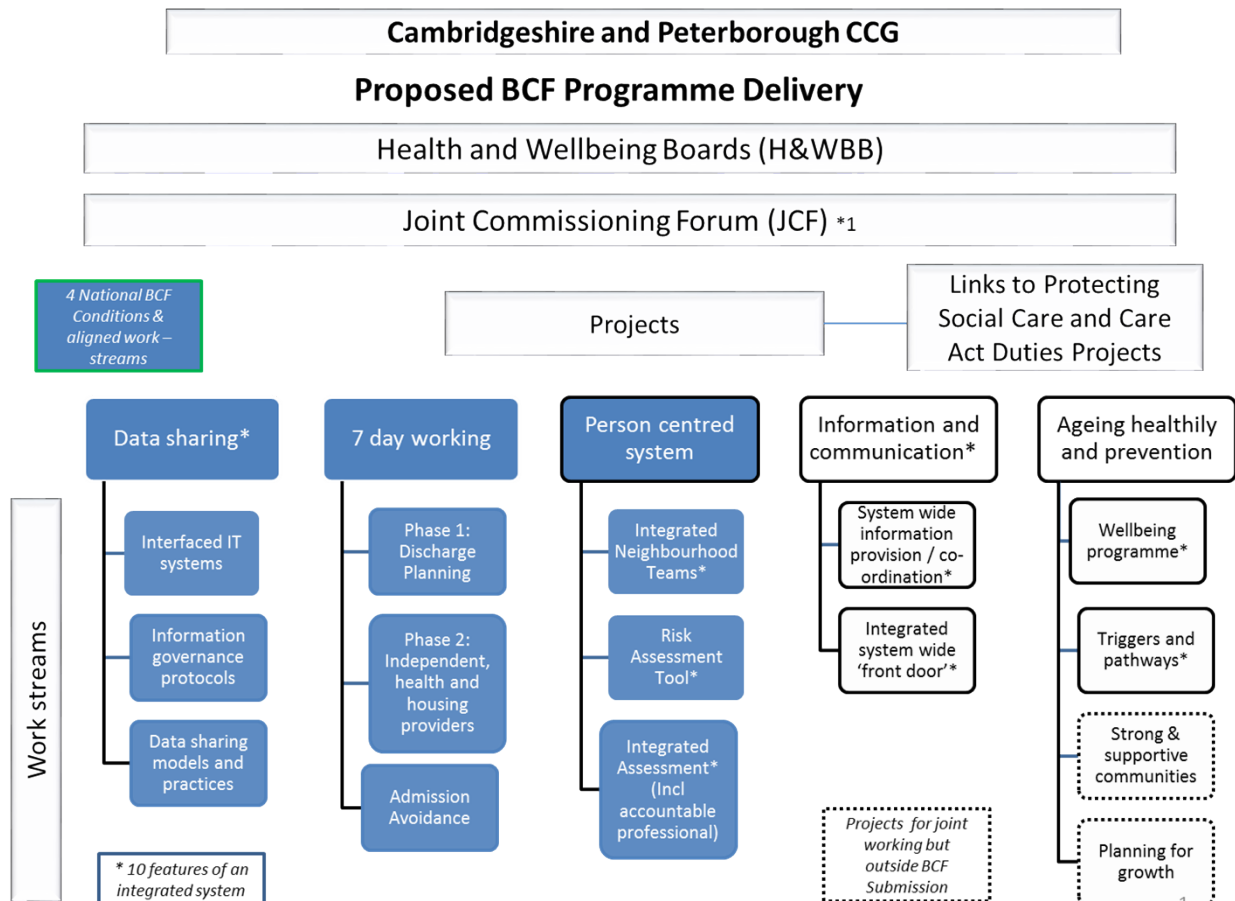 Cambridgeshire and Peterborough CCG
Proposed BCF Programme Delivery
Health and Wellbeing Boards (H&WBB)
Joint Commissioning Forum (JCF) *1
4 National BCF
Conditions &
aligned work –
streams
Projects
Links to Protecting
Social Care and Care
Act Duties Projects
Data sharing*
7 day working
Person centred
system
Information and
communication*
Ageing healthily
and prevention
Work streams
Interfaced IT
systems
Information
governance
protocols
Data sharing
models and
practices
Phase 1:
Discharge
Planning
Phase 2:
Independent,
health and
housing
providers
Admission
Avoidance
Integrated
Neighbourhood
Teams*
Risk
Assessment
Tool*
Integrated
Assessment*
(Incl
accountable
professional)
System wide
information
provision / co-
ordination*
Integrated
system wide
‘front door’*
Wellbeing
programme*
Triggers and
pathways*
Strong &
supportive
communities
Planning for
growth
* 10 features of an
integrated system
Projects for joint
working but
outside BCF
Submission
1